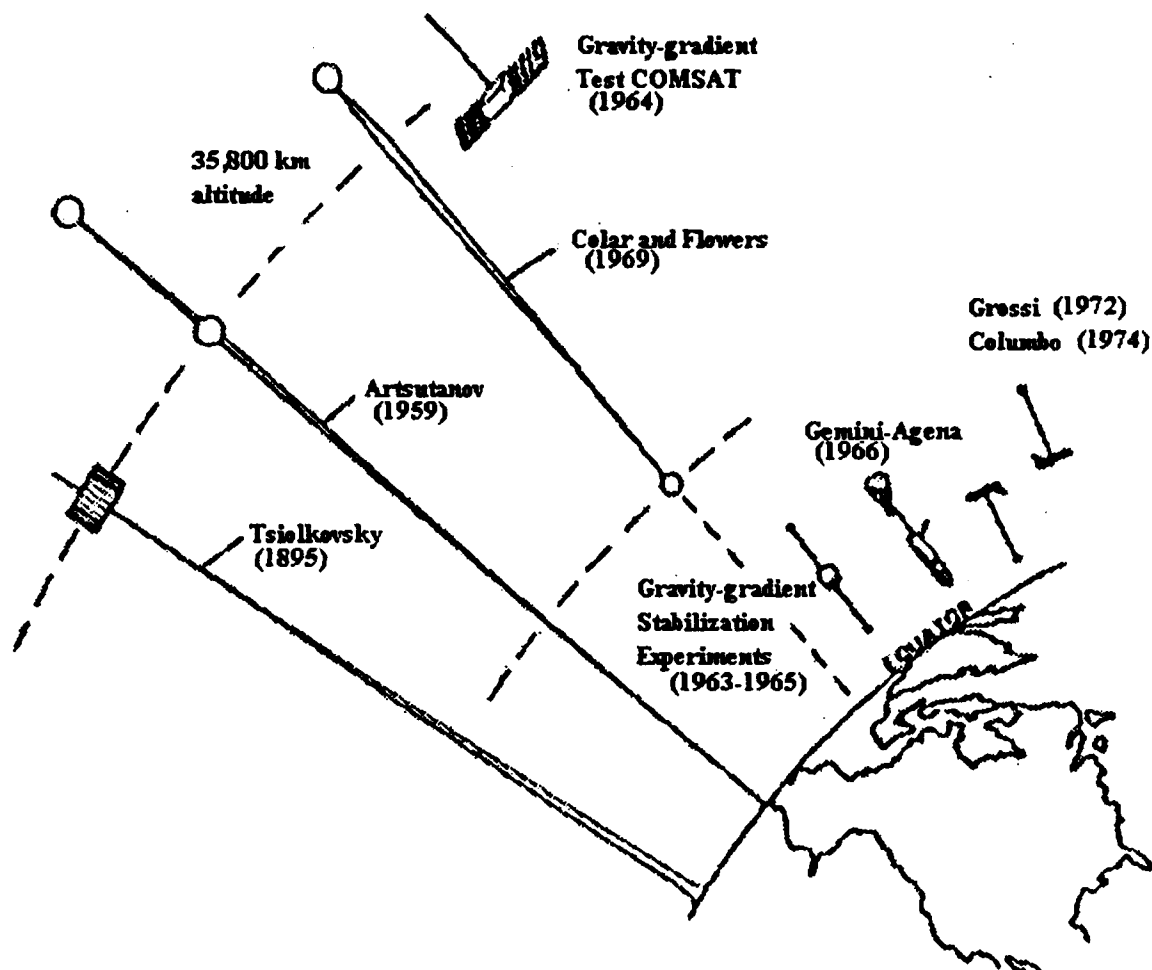 Gravity-gradient
Test COMSAT
(1964)
35,800 km
altitude
Colar and Flowers
(1969)
Grossi (1972)
Columbo (1974)
Artsutanov
(1959)
Gemini-Agena
(1966)
Tsiolkovsky
(1895)
Gravity-gradient
Stabilization
Experiments
(1963-1965)
EQUATOR